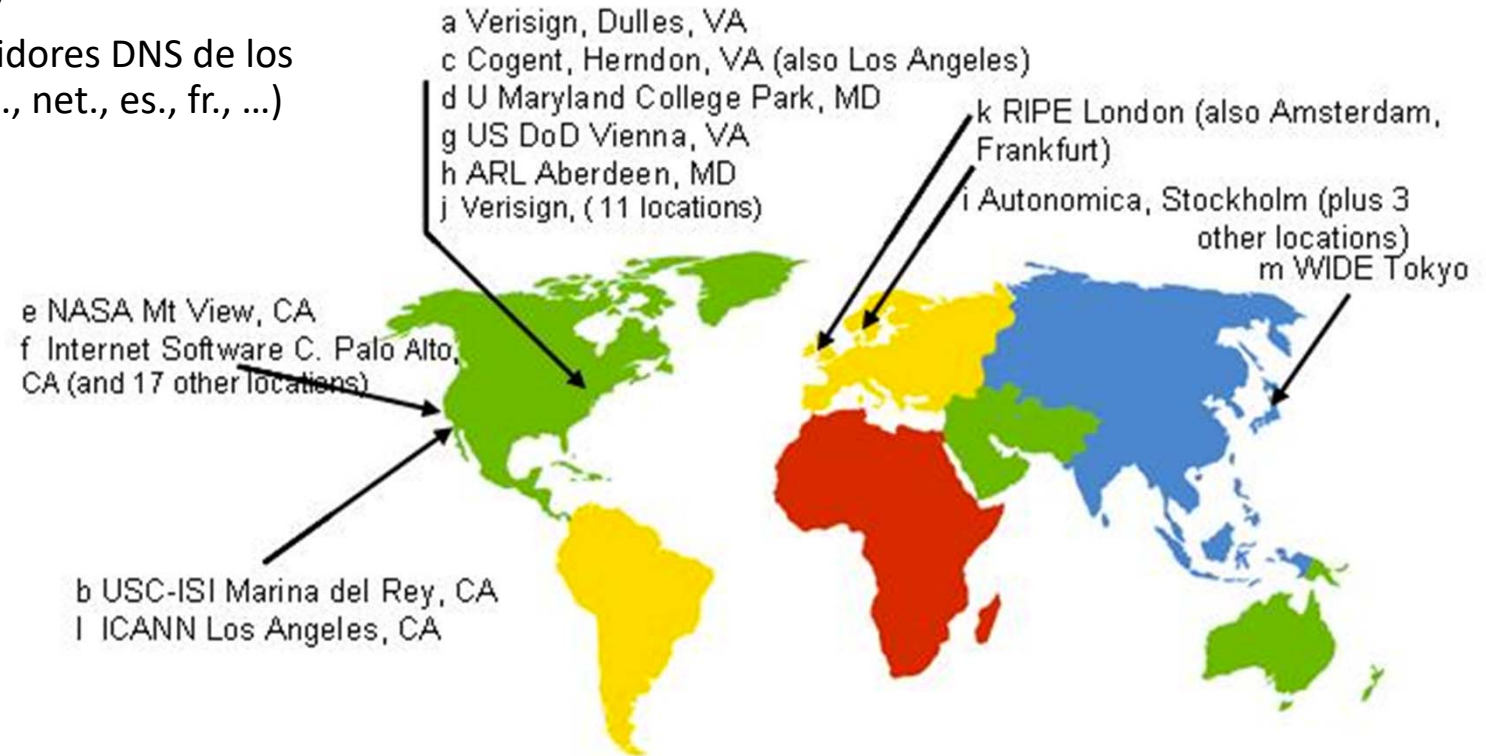 idores DNS de los
., net., es., fr., …)
a Verisign, Dulles, VA
c Cogent, Herndon, VA (also Los Angeles)
d U Maryland College Park, MD
g US DoD Vienna, VA
h ARL Aberdeen, MD
j Verisign, ( 11 locations)
k RIPE London (also Amsterdam,
Frankfurt)
i Autonomica, Stockholm (plus 3
other locations)
m WIDE Tokyo
e NASA Mt View, CA
f Internet Software C. Palo Alto,
CA (and 17 other locations)
b USC-ISI Marina del Rey, CA
l ICANN Los Angeles, CA